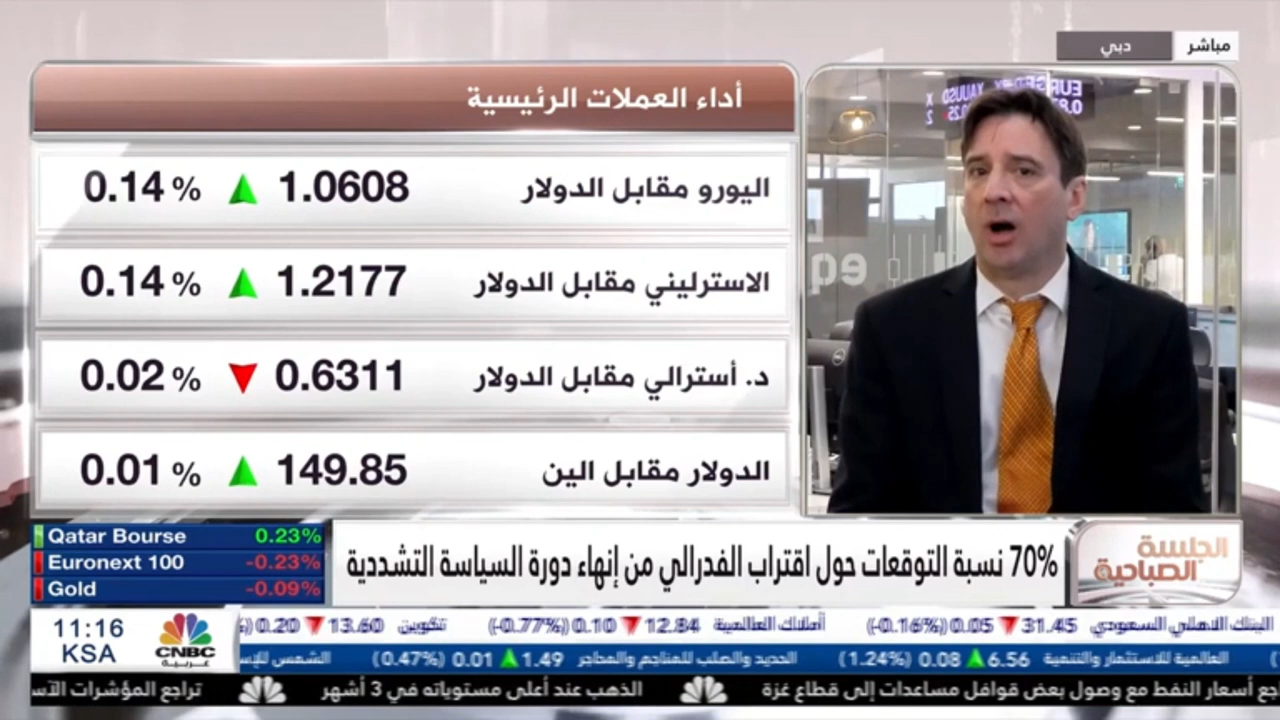 مباشر دبي
أداء العملات الرئيسية
اليورو مقابل الدولار 1.0608 0.14 %
الاسترليني مقابل الدولار 1.2177 0.14 %
د. أسترالي مقابل الدولار 0.6311 0.02 %
الدولار مقابل الين 149.85 0.01 %
الجلسة
الصباحية
70% نسبة التوقعات حول اقتراب الفدرالي من إنهاء دورة السياسة التشددية
Qatar Bourse 0.23%
Euronext 100 -0.23%
Gold -0.09%
11:16
KSA
CNBC
عربية
البنك الاهلي السعودي 31.45 0.05 (-0.16%) أملاك العالمية 12.84 0.10 (-0.77%) تكوين 13.60 0.20
العالمية للاستثمار والتنمية 6.56 0.08 (1.24%) الحديد والصلب للمناجم والمحاجر 1.49 0.01 (0.47%) الشمس
أسعار النفط مع وصول بعض قوافل مساعدات إلى قطاع غزة الذهب عند أعلى مستوياته في 3 أشهر تراجع المؤشرات